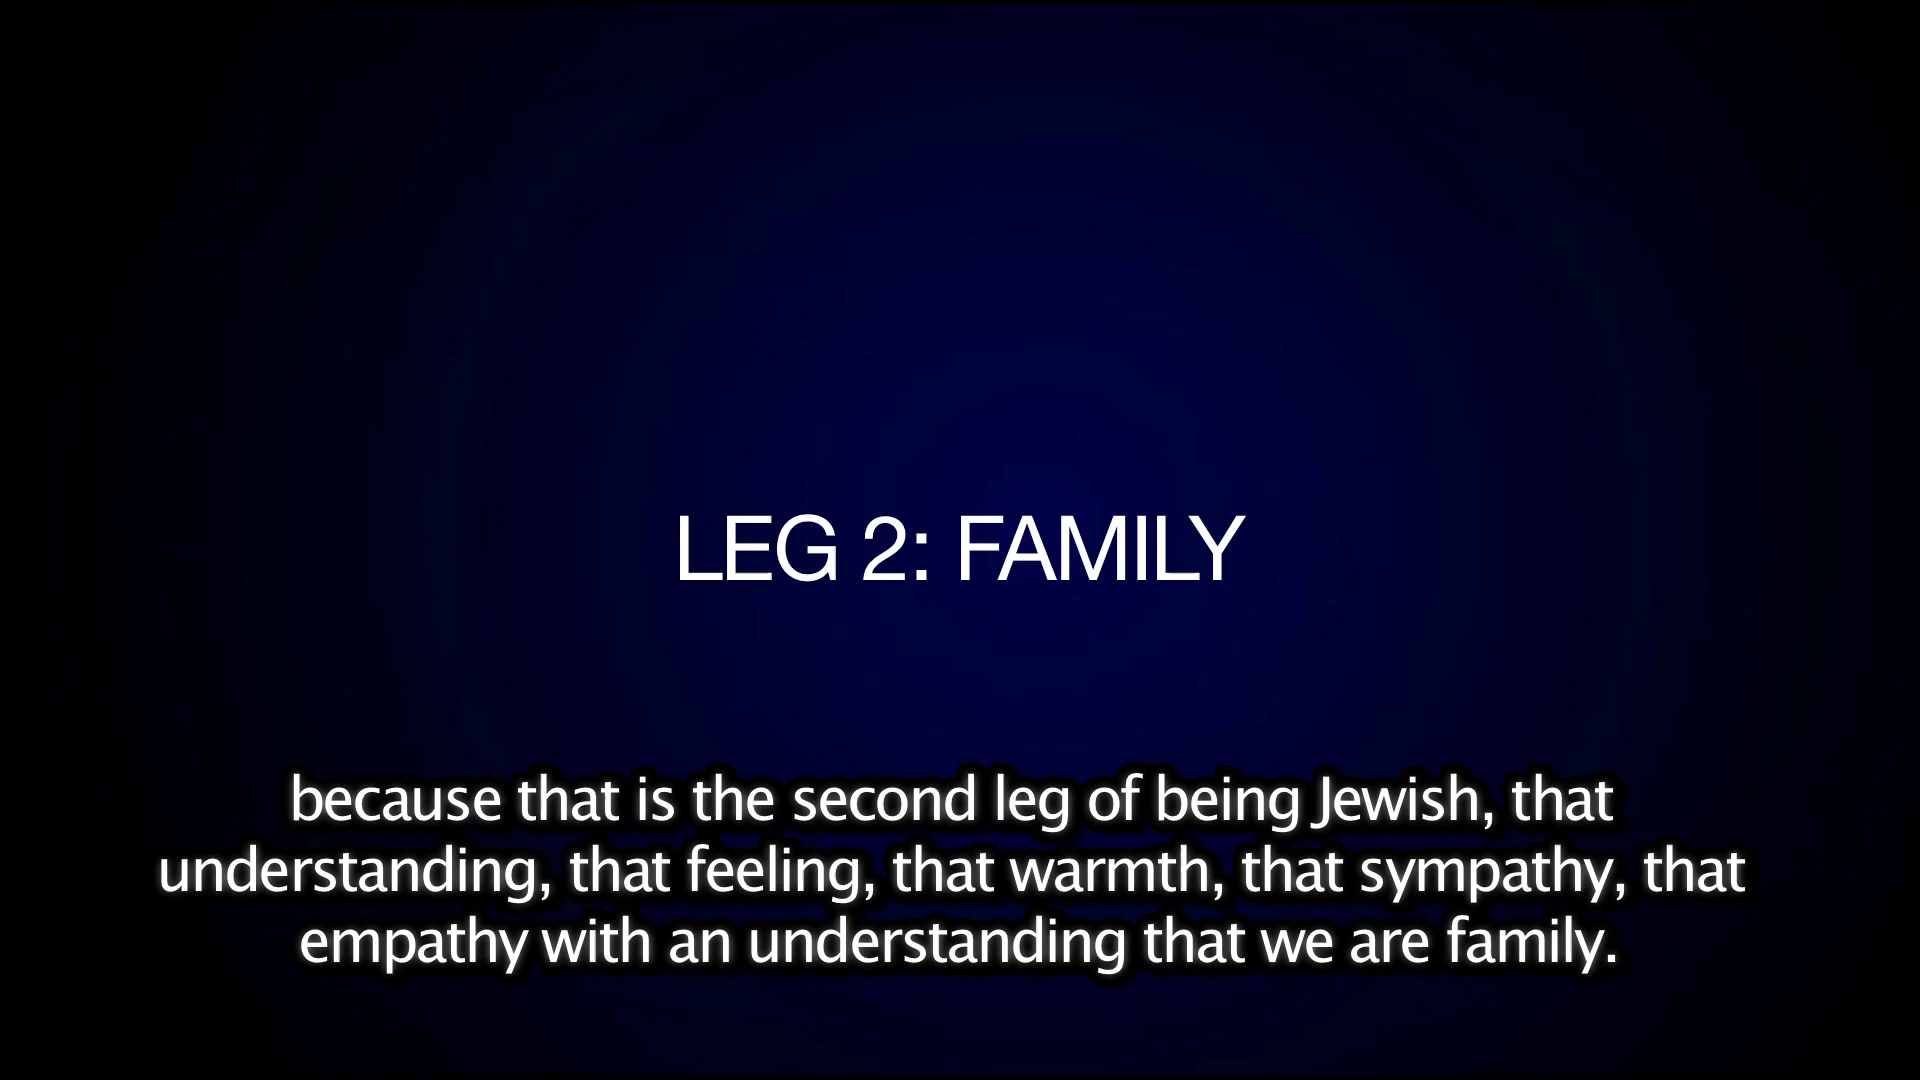 LEG 2: FAMILY
because that is the second leg of being Jewish, that
understanding, that feeling, that warmth, that sympathy, that
empathy with an understanding that we are family.